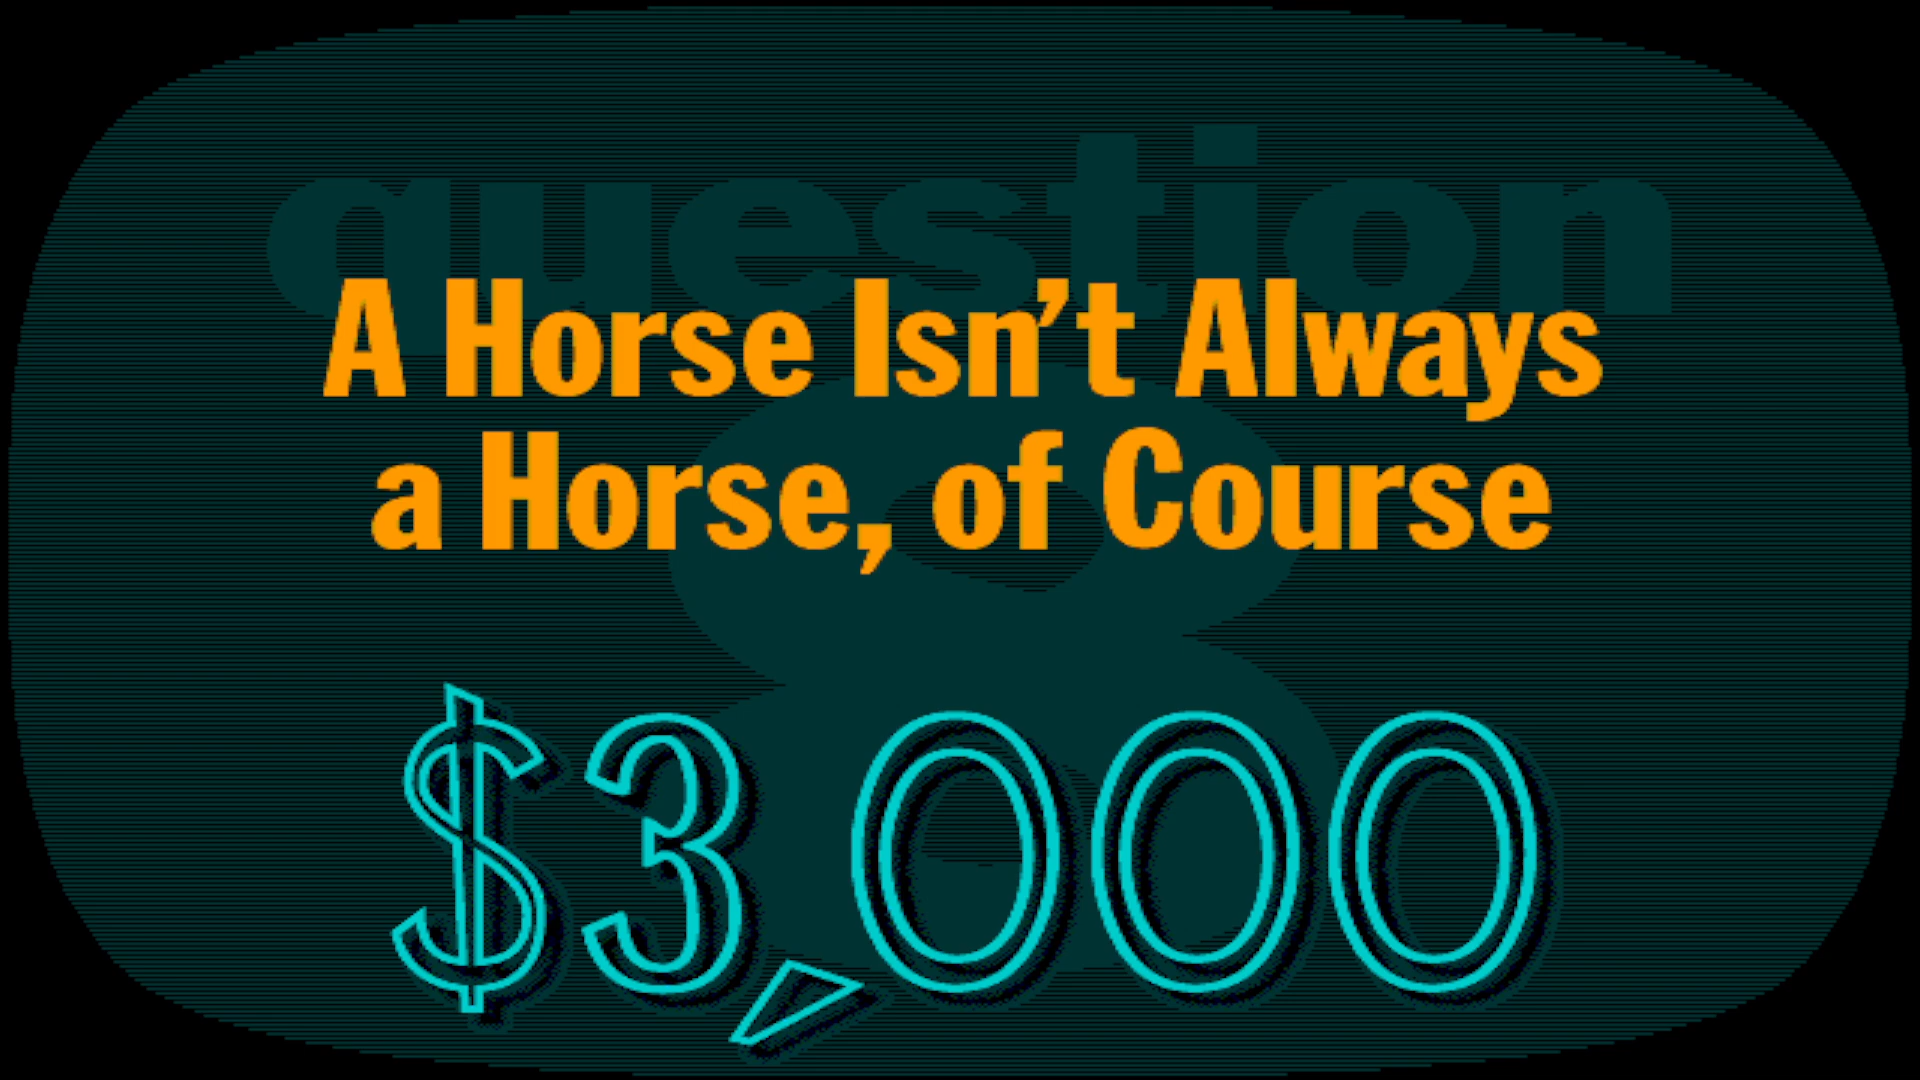 question
8
A Horse Isn't Always
a Horse, of Course
$3,000